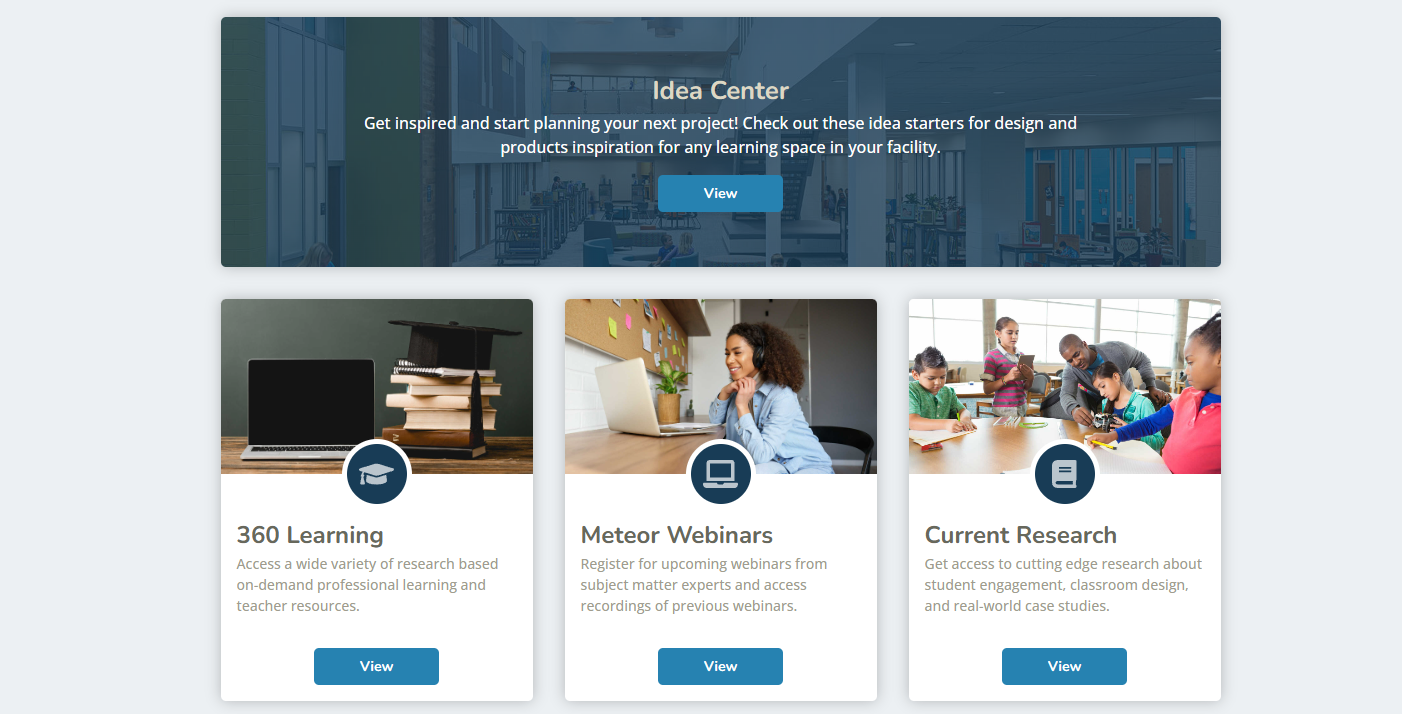 Idea Center
Get inspired and start planning your next project! Check out these idea starters for design and
products inspiration for any learning space in your facility.
View
360 Learning
Access a wide variety of research based
on-demand professional learning and
teacher resources.
View
Meteor Webinars
Register for upcoming webinars from
subject matter experts and access
recordings of previous webinars.
View
Current Research
Get access to cutting edge research about
student engagement, classroom design,
and real-world case studies.
View